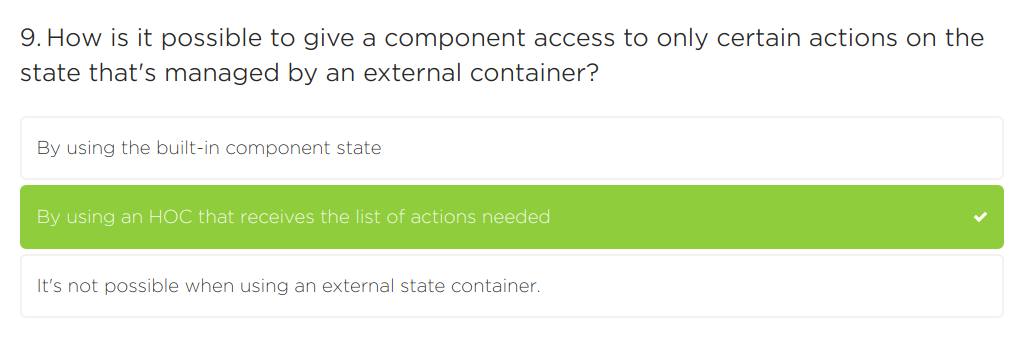 9. How is it possible to give a component access to only certain actions on the
state that's managed by an external container?
By using the built-in component state
By using an HOC that receives the list of actions needed
It's not possible when using an external state container.